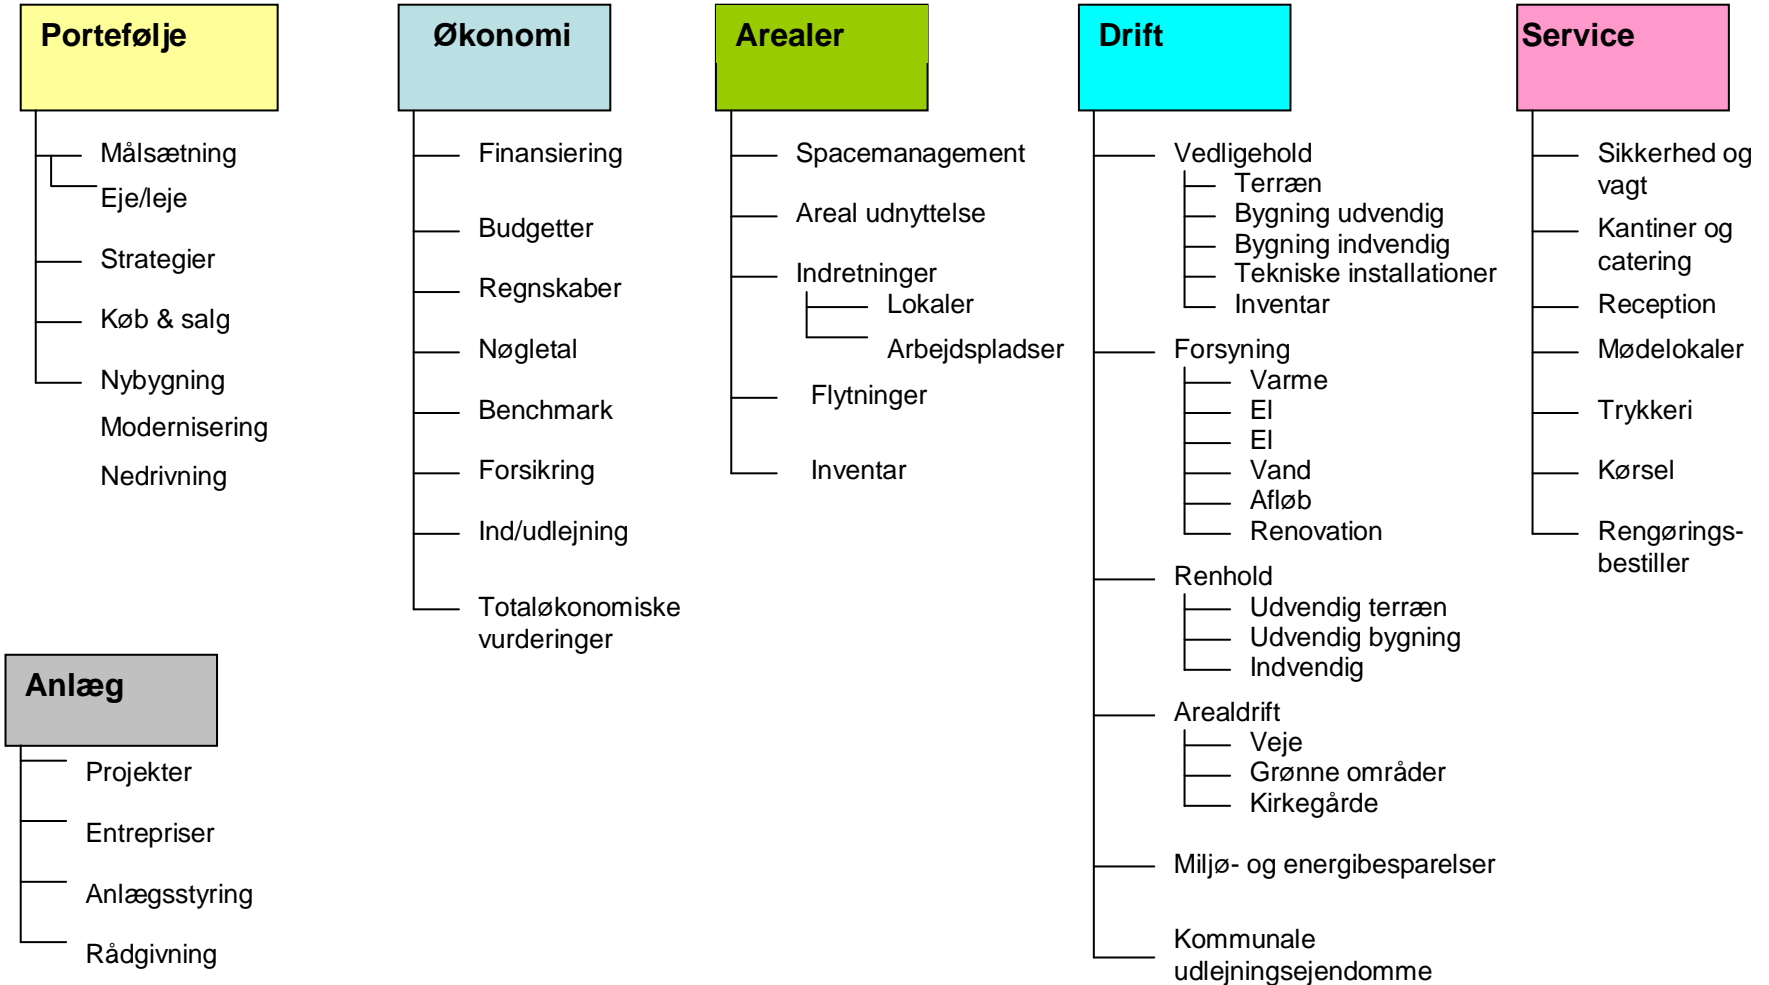 Portefølje
Målsætning
Eje/leje
Strategier
Køb & salg
Nybygning
Modernisering
Nedrivning
Anlæg
Projekter
Entrepriser
Anlægsstyring
Rådgivning
Økonomi
Finansiering
Budgetter
Regnskaber
Nøgletal
Benchmark
Forsikring
Ind/udlejning
Totaløkonomiske
vurderinger
Arealer
Spacemanagement
Areal udnyttelse
Indretninger
Lokaler
Arbejdspladser
Flytninger
Inventar
Drift
Vedligehold
Terræn
Bygning udvendig
Bygning indvendig
Tekniske installationer
Inventar
Forsyning
Varme
El
El
Vand
Afløb
Renovation
Renhold
Udvendig terræn
Udvendig bygning
Indvendig
Arealdrift
Veje
Grønne områder
Kirkegårde
Miljø- og energibesparelser
Kommunale
udlejningsejendomme
Service
Sikkerhed og
vagt
Kantiner og
catering
Reception
Mødelokaler
Trykkeri
Kørsel
Rengørings-
bestiller